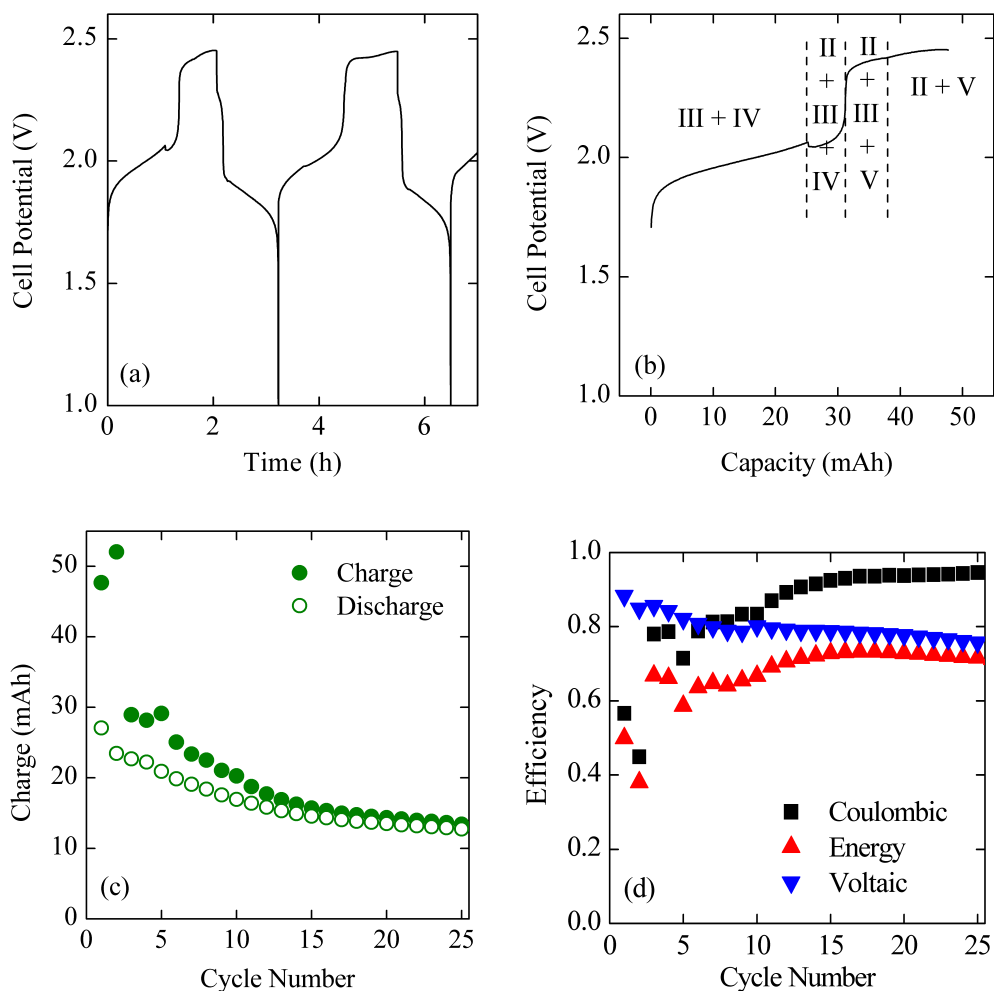 2.5
2.0
1.5
1.0
Cell Potential (V)
(a)
0
2
4
6
Time (h)
2.5
2.0
1.5
1.0
Cell Potential (V)
III + IV
II
+
III
+
IV
II
+
III
+
V
II + V
(b)
0
10
20
30
40
50
Capacity (mAh)
50
40
30
20
10
0
Charge (mAh)
Charge
Discharge
(c)
0
5
10
15
20
25
Cycle Number
1.0
0.8
0.6
0.4
0.2
0.0
Efficiency
Coulombic
Energy
Voltaic
(d)
0
5
10
15
20
25
Cycle Number